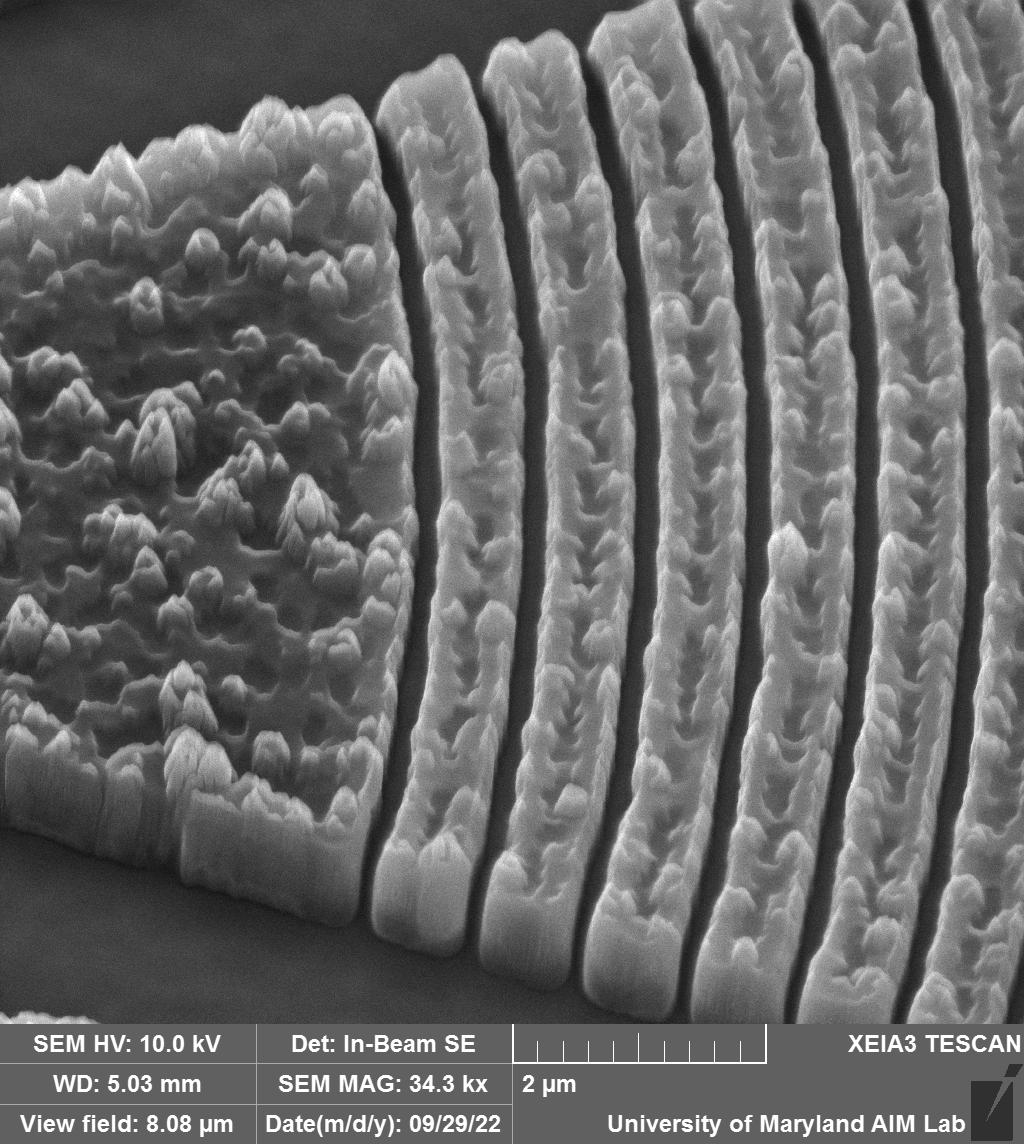 SEM HV: 10.0 kV
Det: In-Beam SE
XEIA3 TESCAN
WD: 5.03 mm
SEM MAG: 34.3 kx
2 µm
View field: 8.08 µm
Date(m/d/y): 09/29/22
University of Maryland AIM Lab